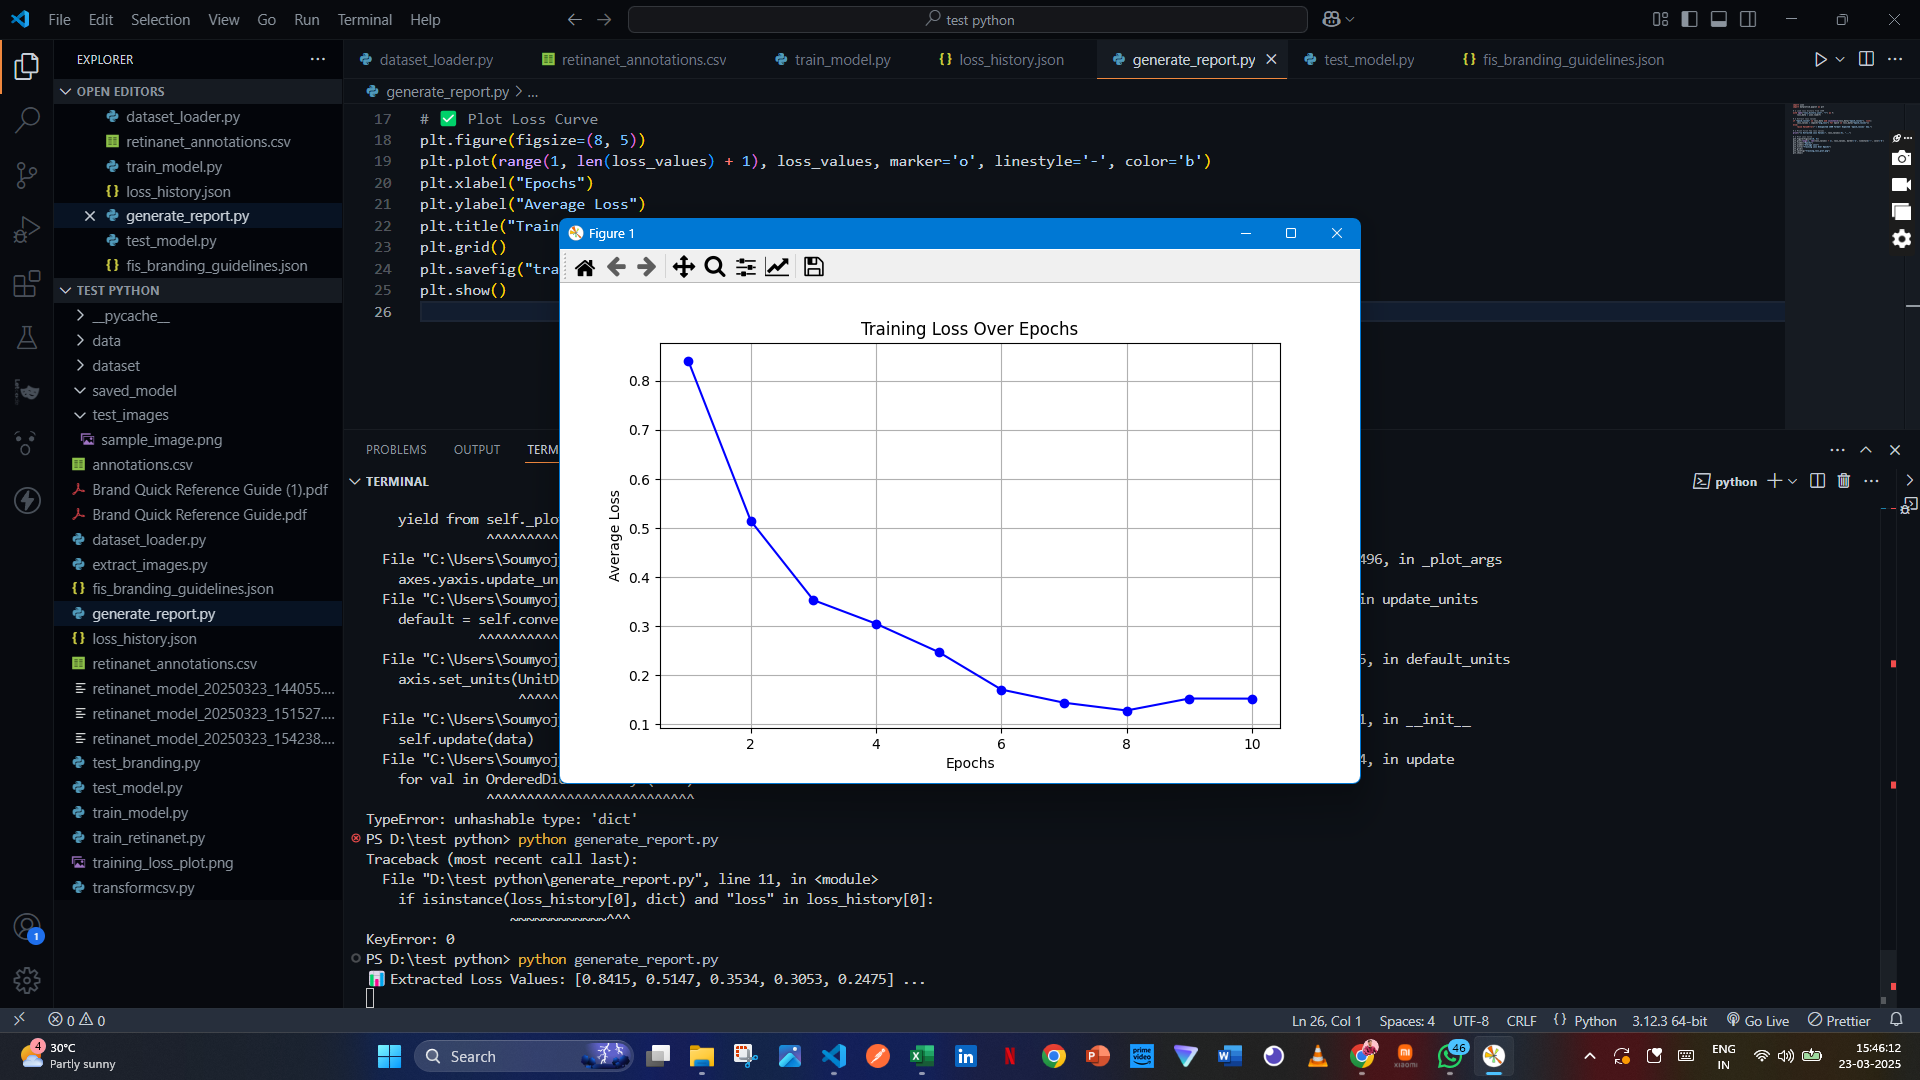 File Edit Selection View Go Run Terminal Help
test python
EXPLORER
OPEN EDITORS
dataset_loader.py
retinanet_annotations.csv
train_model.py
loss_history.json
generate_report.py
test_model.py
fis_branding_guidelines.json
TEST PYTHON
__pycache__
data
dataset
saved_model
test_images
sample_image.png
annotations.csv
Brand Quick Reference Guide (1).pdf
Brand Quick Reference Guide.pdf
dataset_loader.py
extract_images.py
fis_branding_guidelines.json
generate_report.py
loss_history.json
retinanet_annotations.csv
retinanet_model_20250323_144055....
retinanet_model_20250323_151527....
retinanet_model_20250323_154238....
test_branding.py
test_model.py
train_model.py
train_retinanet.py
training_loss_plot.png
transformcsv.py
1
dataset_loader.py retinanet_annotations.csv train_model.py loss_history.json generate_report.py test_model.py fis_branding_guidelines.json
generate_report.py > ...
17 # ✅ Plot Loss Curve
18 plt.figure(figsize=(8, 5))
19 plt.plot(range(1, len(loss_values) + 1), loss_values, marker='o', linestyle='-', color='b')
20 plt.xlabel("Epochs")
21 plt.ylabel("Average Loss")
22 plt.title("Train
23 plt.grid()
24 plt.savefig("tra
25 plt.show()
26
Figure 1
Training Loss Over Epochs
Average Loss
0.8
0.7
0.6
0.5
0.4
0.3
0.2
0.1
2 4 6 8 10
Epochs
PROBLEMS OUTPUT TERM
TERMINAL
python
yield from self._plo
^^^^^^^^^
File "C:\Users\Soumyoj 496, in _plot_args
axes.yaxis.update_un
File "C:\Users\Soumyoj in update_units
default = self.conve
^^^^^^^^^^
File "C:\Users\Soumyoj 5, in default_units
axis.set_units(UnitD
^^^^^
File "C:\Users\Soumyoj 1, in __init__
self.update(data)
File "C:\Users\Soumyoj 4, in update
for val in OrderedDi
^^^^^^^^^^^^^^^^^^^^^^^^^^
TypeError: unhashable type: 'dict'
PS D:\test python> python generate_report.py
Traceback (most recent call last):
File "D:\test python\generate_report.py", line 11, in <module>
if isinstance(loss_history[0], dict) and "loss" in loss_history[0]:
~~~~~~~~~~~~^^^
KeyError: 0
PS D:\test python> python generate_report.py
📊 Extracted Loss Values: [0.8415, 0.5147, 0.3534, 0.3053, 0.2475] ...
0 0
Ln 26, Col 1 Spaces: 4 UTF-8 CRLF {} Python 3.12.3 64-bit Go Live Prettier
4
30°C
Partly sunny
Search
prime video
xiaomi
46
ENG
IN
15:46:12
23-03-2025